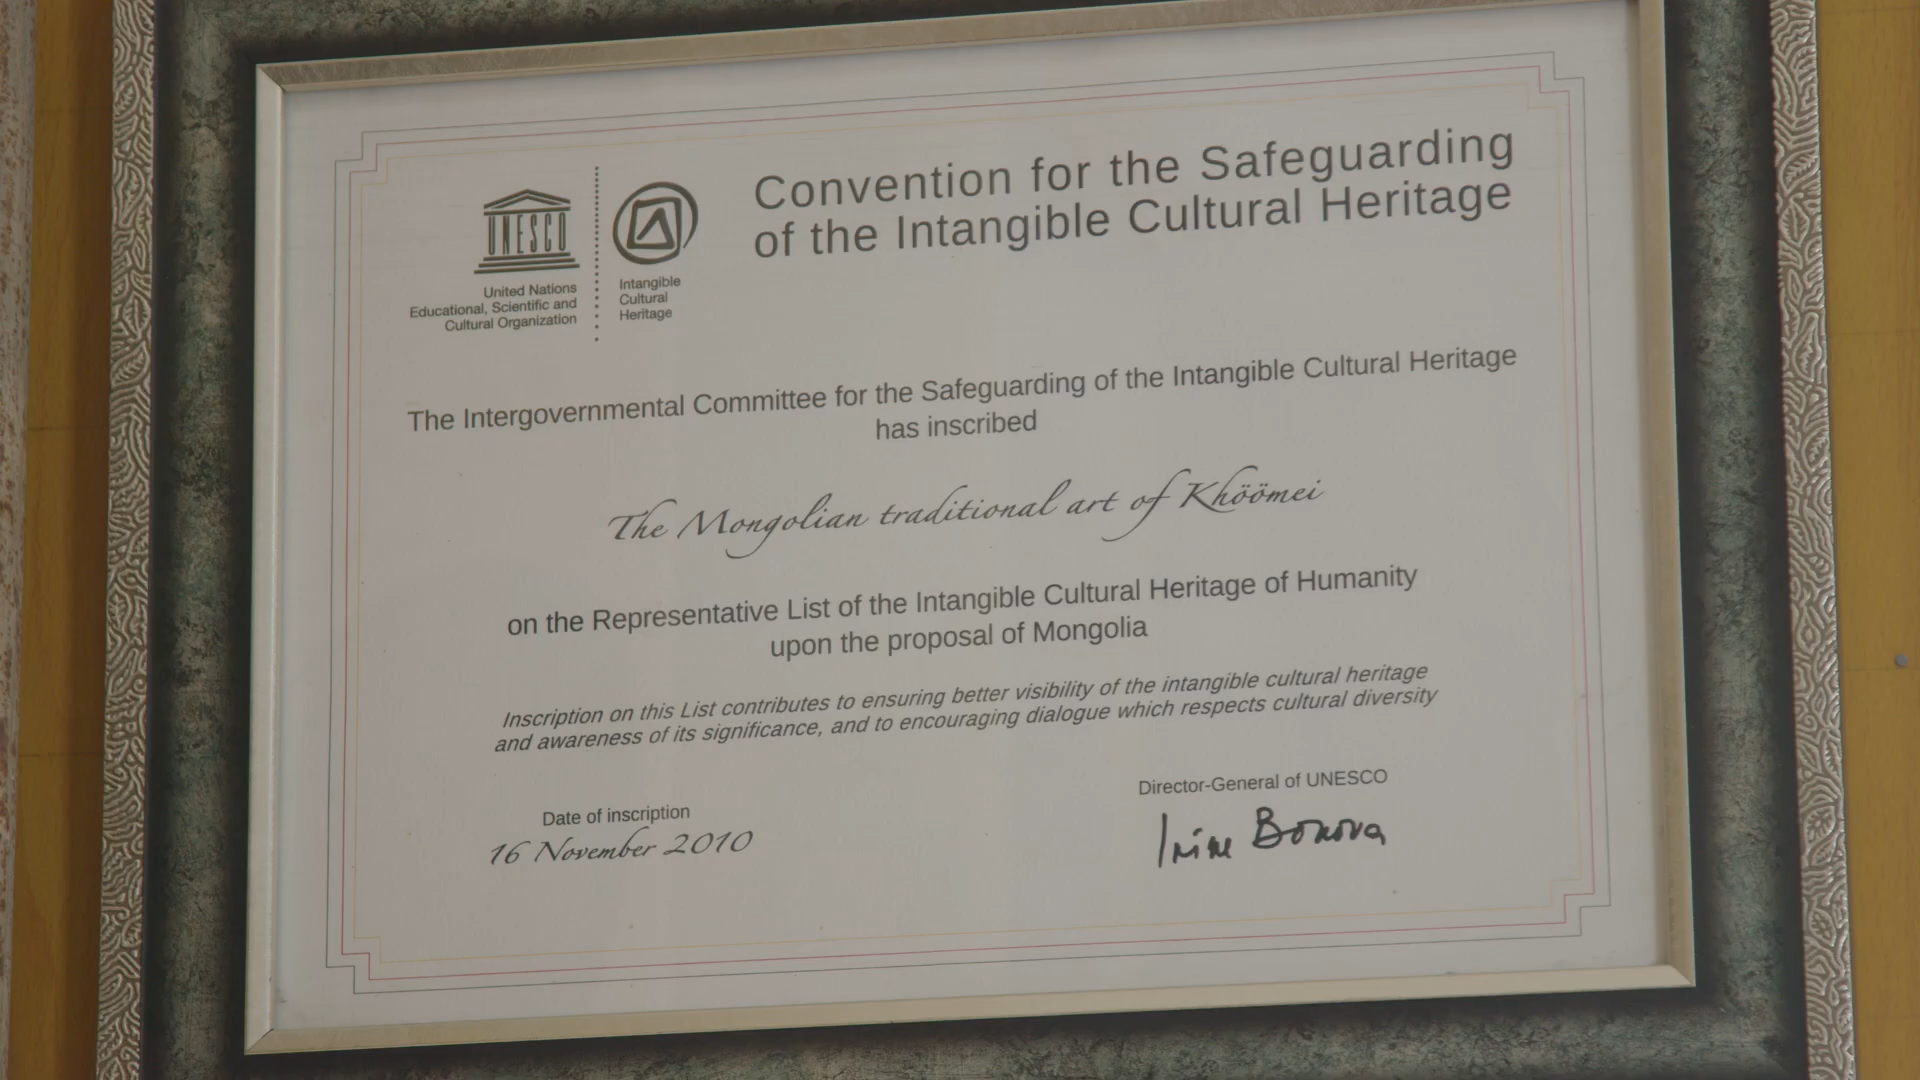 UNESCO
United Nations
Educational, Scientific and
Cultural Organization
Intangible
Cultural
Heritage
Convention for the Safeguarding
of the Intangible Cultural Heritage
The Intergovernmental Committee for the Safeguarding of the Intangible Cultural Heritage
has inscribed
The Mongolian traditional art of Khöömei
on the Representative List of the Intangible Cultural Heritage of Humanity
upon the proposal of Mongolia
Inscription on this List contributes to ensuring better visibility of the intangible cultural heritage
and awareness of its significance, and to encouraging dialogue which respects cultural diversity
Date of inscription
16 November 2010
Director-General of UNESCO
Irina Bokova